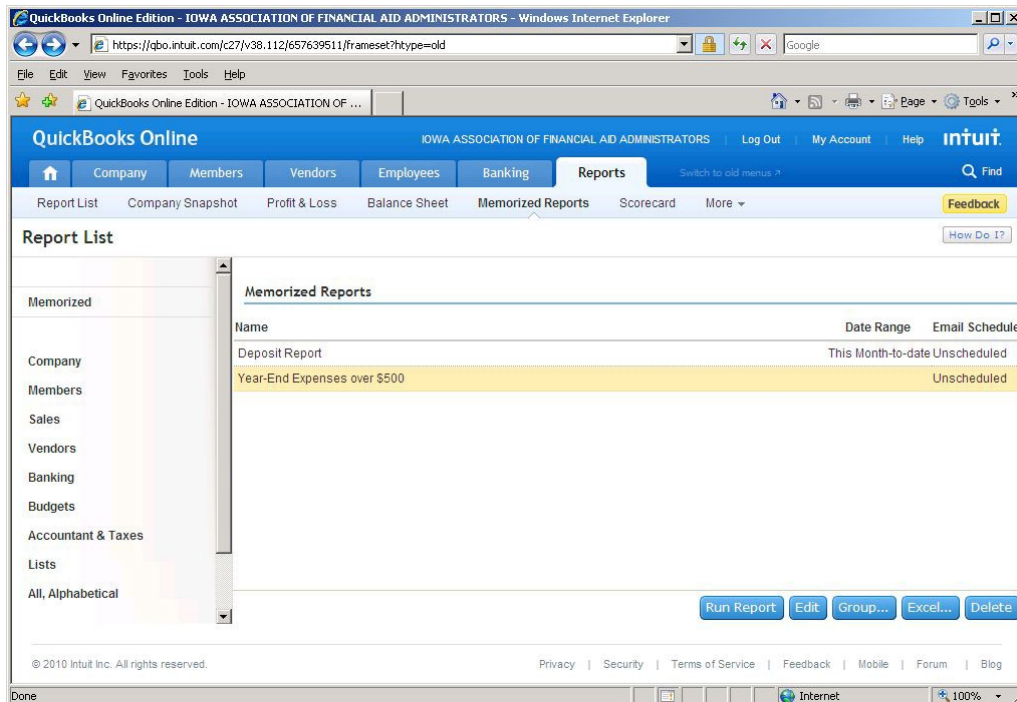 QuickBooks Online Edition - IOWA ASSOCIATION OF FINANCIAL AID ADMINISTRATORS - Windows Internet Explorer
https://qbo.intuit.com/c27/v38.112/657639511/frameset?htype=old
Google
File Edit View Favorites Tools Help
QuickBooks Online Edition - IOWA ASSOCIATION OF ...
Page Tools
QuickBooks Online IOWA ASSOCIATION OF FINANCIAL AID ADMINISTRATORS Log Out My Account Help intuit.
Company Members Vendors Employees Banking Reports Switch to old menus Find
Report List Company Snapshot Profit & Loss Balance Sheet Memorized Reports Scorecard More Feedback
Report List How Do I?
Memorized Reports
Memorized
Name Date Range Email Schedule
Deposit Report This Month-to-date Unscheduled
Year-End Expenses over $500 Unscheduled
Company
Members
Sales
Vendors
Banking
Budgets
Accountant & Taxes
Lists
All, Alphabetical
Run Report Edit Group... Excel... Delete
© 2010 Intuit Inc. All rights reserved. Privacy | Security | Terms of Service | Feedback | Mobile | Forum | Blog
Done Internet 100%